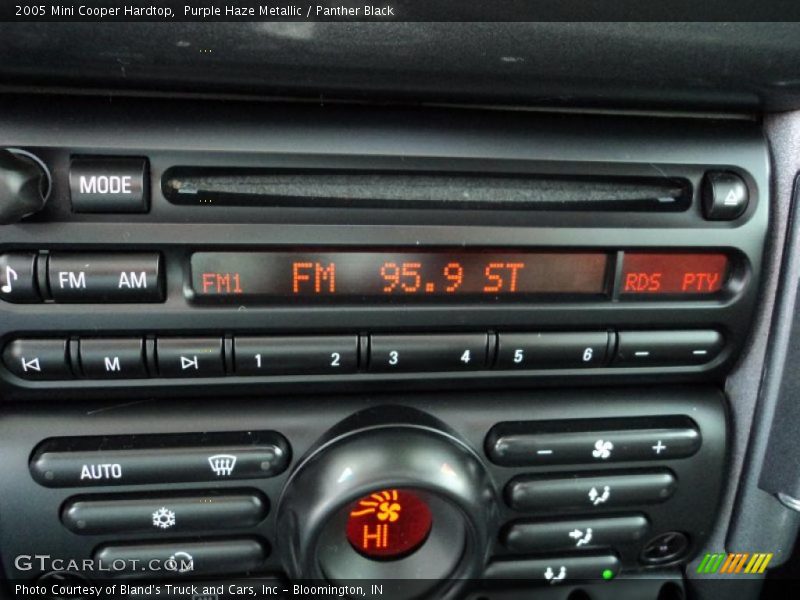 2005 Mini Cooper Hardtop,  Purple Haze Metallic / Panther Black
MODE
FM AM
FM1 FM 95.9 ST RDS PTY
M 1 2 3 4 5 6 — —
AUTO
— +
HI
GTCARLOT.COM
Photo Courtesy of Bland's Truck and Cars, Inc – Bloomington, IN